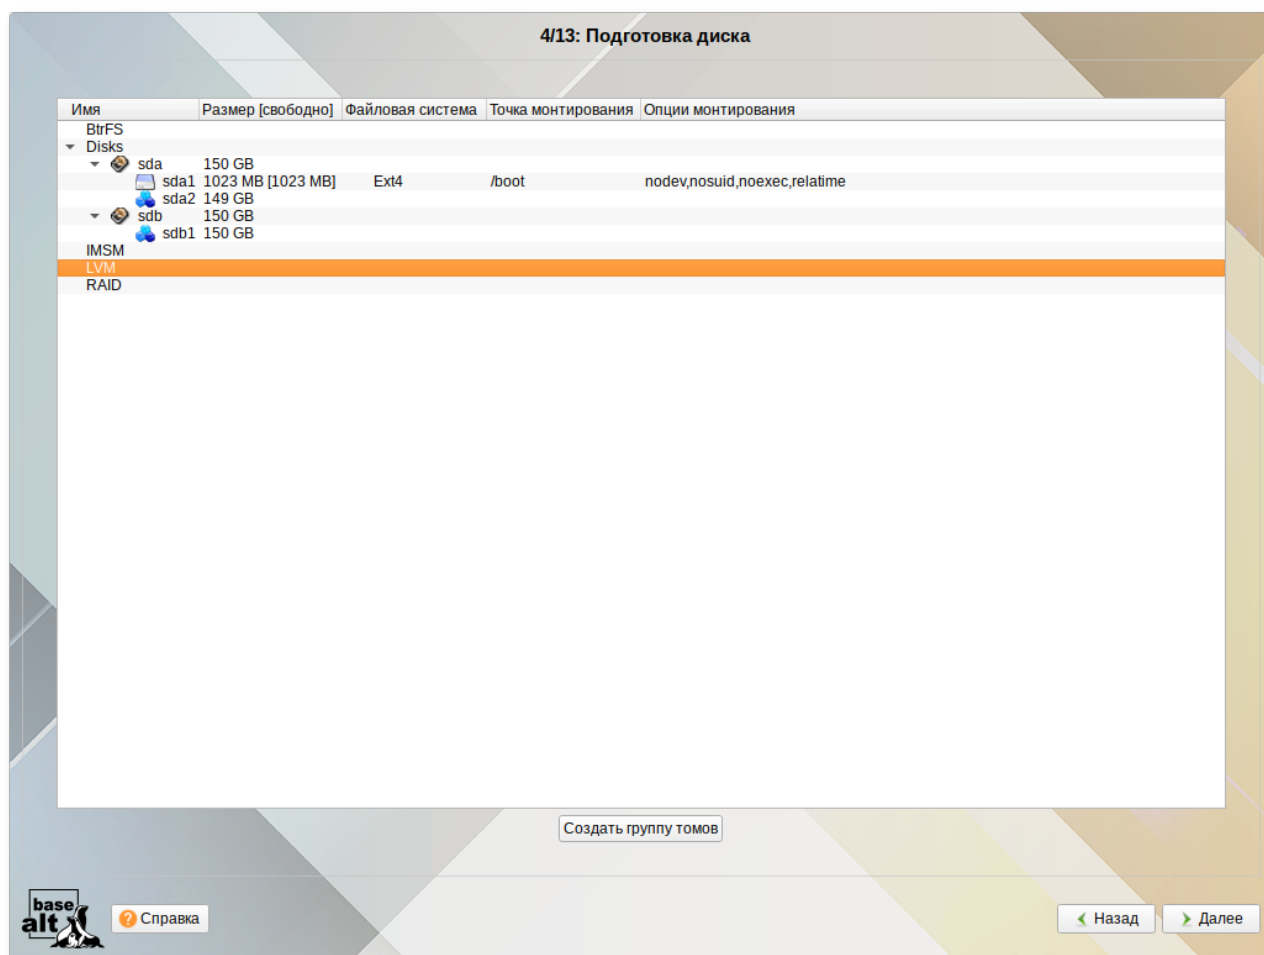 4/13: Подготовка диска
Имя Размер [свободно] Файловая система Точка монтирования Опции монтирования
BtrFS
Disks
sda 150 GB
sda1 1023 MB [1023 MB] Ext4 /boot nodev,nosuid,noexec,relatime
sda2 149 GB
sdb 150 GB
sdb1 150 GB
IMSM
LVM
RAID
Создать группу томов
base
alt
Справка
Назад
Далее